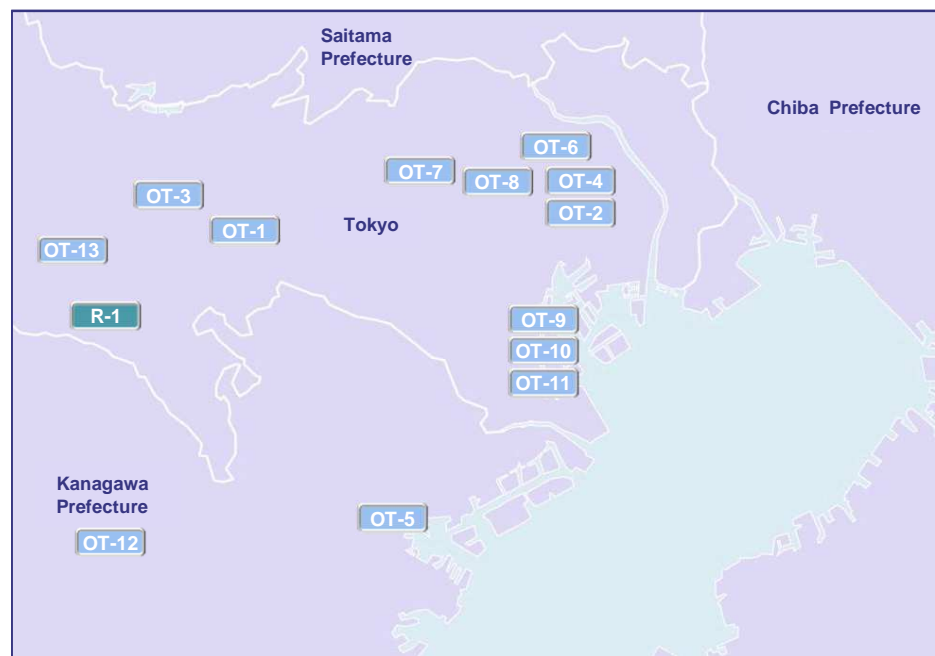 Saitama
Prefecture
Chiba Prefecture
OT-6
OT-7
OT-8
OT-4
OT-3
OT-2
OT-1
Tokyo
OT-13
R-1
OT-9
OT-10
OT-11
Kanagawa
Prefecture
OT-5
OT-12